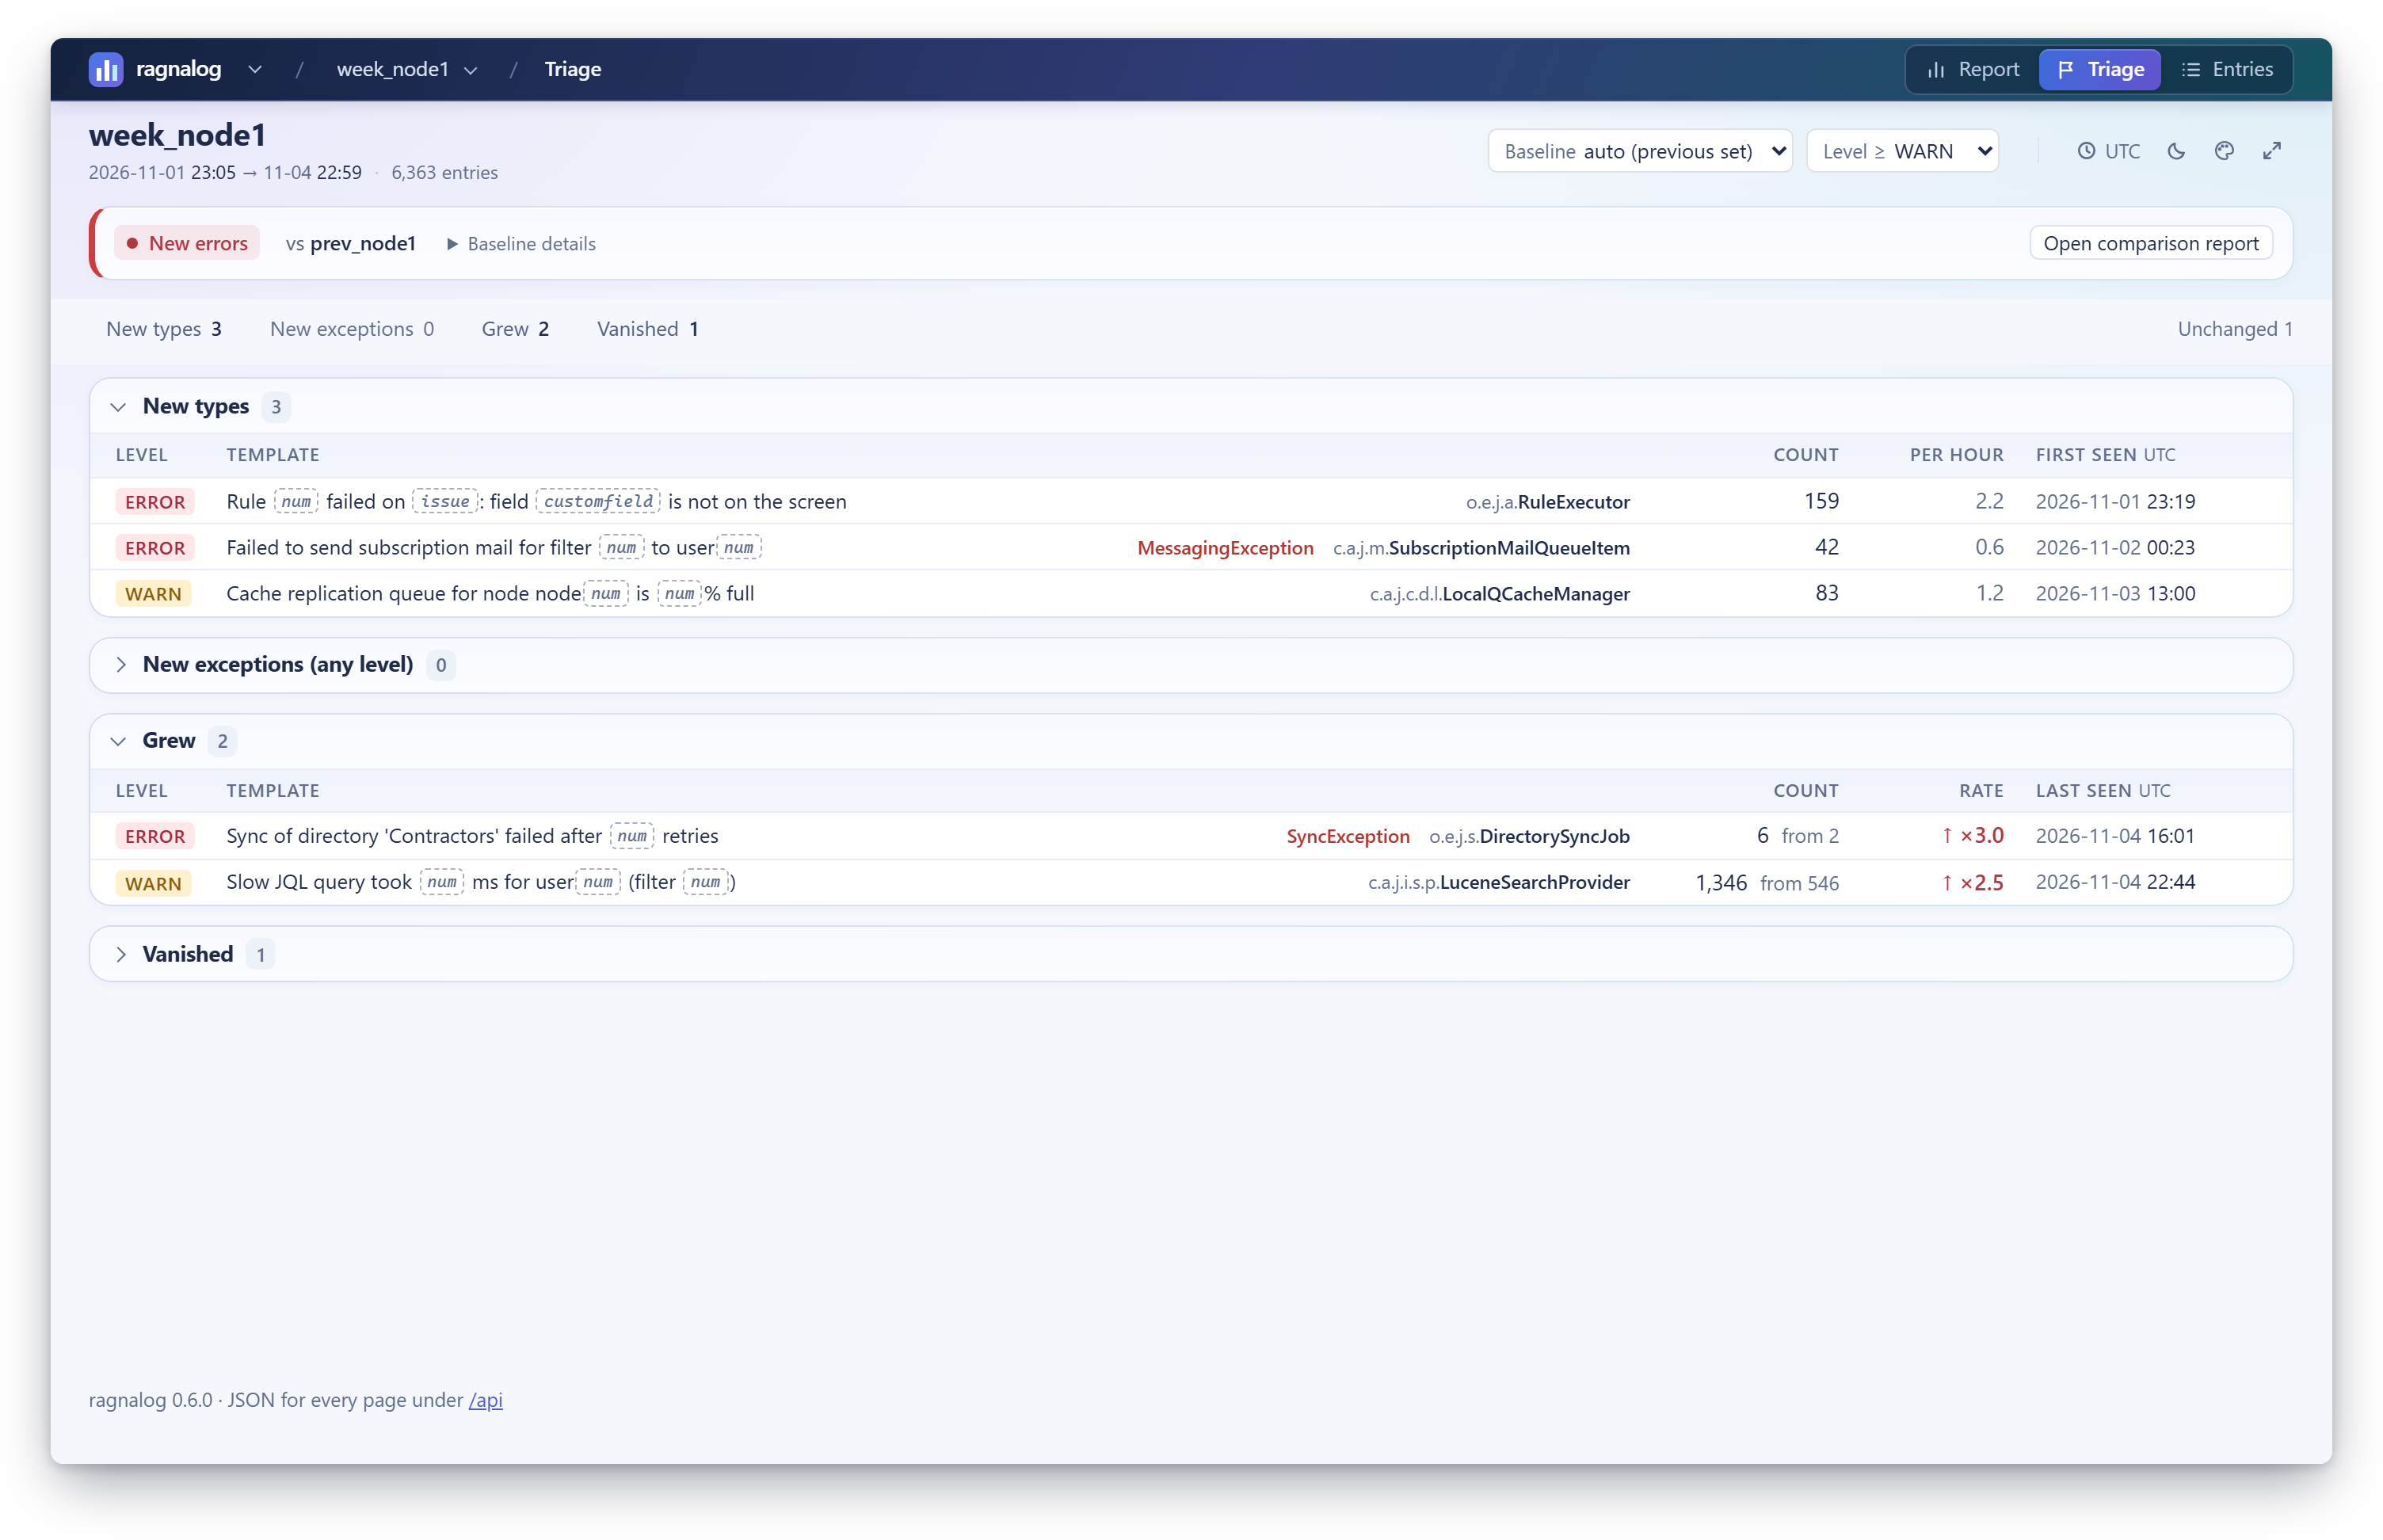 ragnalog / week_node1 / Triage Report Triage Entries
week_node1
Baseline auto (previous set) Level ≥ WARN UTC
2026-11-01 23:05 → 11-04 22:59 · 6,363 entries
New errors vs prev_node1 Baseline details Open comparison report
New types 3 New exceptions 0 Grew 2 Vanished 1 Unchanged 1
New types 3
LEVEL TEMPLATE COUNT PER HOUR FIRST SEEN UTC
ERROR Rule num failed on issue: field customfield is not on the screen o.e.j.a.RuleExecutor 159 2.2 2026-11-01 23:19
ERROR Failed to send subscription mail for filter num to user num MessagingException c.a.j.m.SubscriptionMailQueueItem 42 0.6 2026-11-02 00:23
WARN Cache replication queue for node node num is num % full c.a.j.c.d.l.LocalQCacheManager 83 1.2 2026-11-03 13:00
New exceptions (any level) 0
Grew 2
LEVEL TEMPLATE COUNT RATE LAST SEEN UTC
ERROR Sync of directory 'Contractors' failed after num retries SyncException o.e.j.s.DirectorySyncJob 6 from 2 ↑ ×3.0 2026-11-04 16:01
WARN Slow JQL query took num ms for user num (filter num) c.a.j.i.s.p.LuceneSearchProvider 1,346 from 546 ↑ ×2.5 2026-11-04 22:44
Vanished 1
ragnalog 0.6.0 · JSON for every page under /api